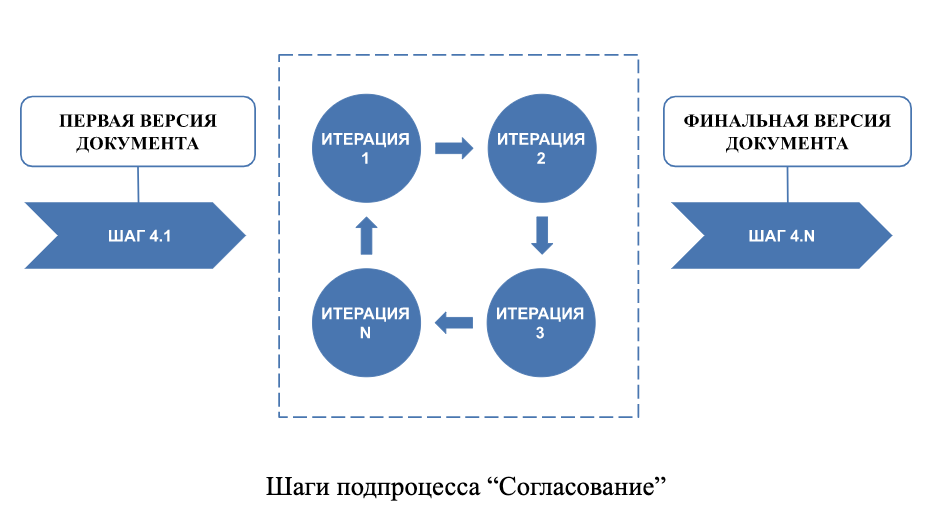 ПЕРВАЯ ВЕРСИЯ
ДОКУМЕНТА
ШАГ 4.1
ИТЕРАЦИЯ
1
ИТЕРАЦИЯ
2
ИТЕРАЦИЯ
N
ИТЕРАЦИЯ
3
ФИНАЛЬНАЯ ВЕРСИЯ
ДОКУМЕНТА
ШАГ 4.N
Шаги подпроцесса “Согласование”